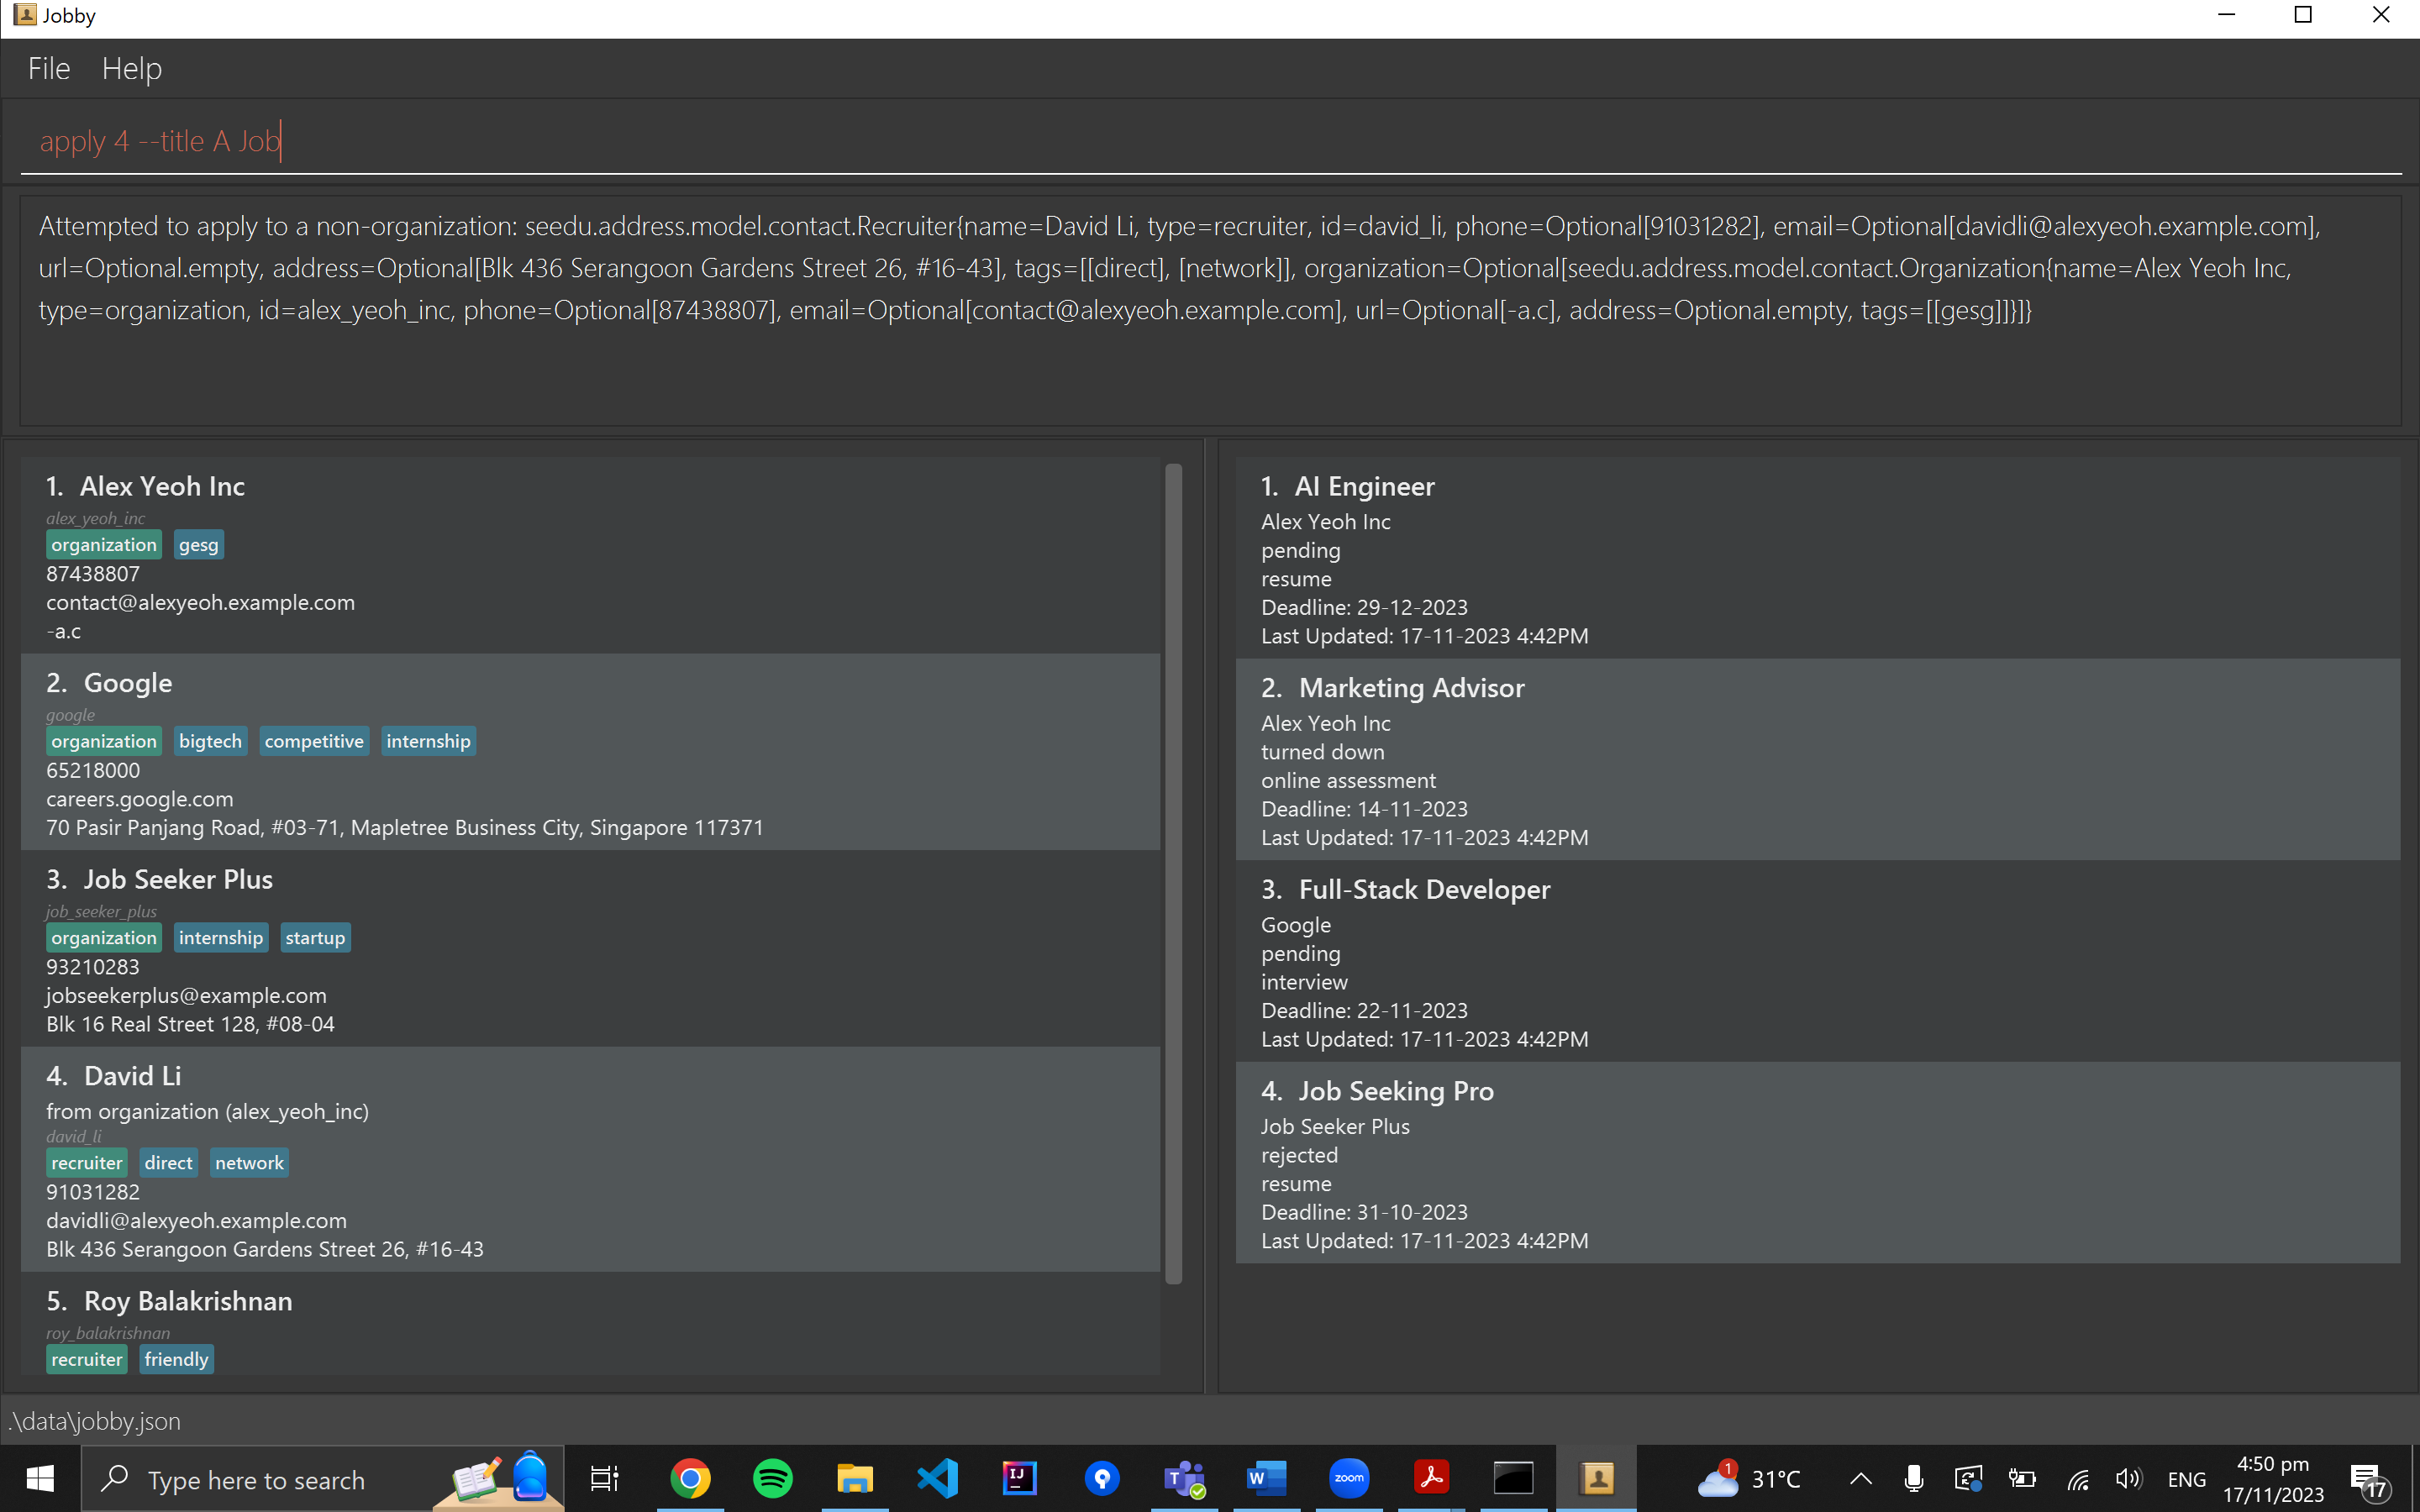 Jobby
File Help
apply 4 --title A Job
Attempted to apply to a non-organization: seedu.address.model.contact.Recruiter{name=David Li, type=recruiter, id=david_li, phone=Optional[91031282], email=Optional[davidli@alexyeoh.example.com],
url=Optional.empty, address=Optional[Blk 436 Serangoon Gardens Street 26, #16-43], tags=[[direct], [network]], organization=Optional[seedu.address.model.contact.Organization{name=Alex Yeoh Inc,
type=organization, id=alex_yeoh_inc, phone=Optional[87438807], email=Optional[contact@alexyeoh.example.com], url=Optional[-a.c], address=Optional.empty, tags=[[gesg]]}]}
1. Alex Yeoh Inc
alex_yeoh_inc
organization gesg
87438807
contact@alexyeoh.example.com
-a.c
2. Google
google
organization bigtech competitive internship
65218000
careers.google.com
70 Pasir Panjang Road, #03-71, Mapletree Business City, Singapore 117371
3. Job Seeker Plus
job_seeker_plus
organization internship startup
93210283
jobseekerplus@example.com
Blk 16 Real Street 128, #08-04
4. David Li
from organization (alex_yeoh_inc)
david_li
recruiter direct network
91031282
davidli@alexyeoh.example.com
Blk 436 Serangoon Gardens Street 26, #16-43
5. Roy Balakrishnan
roy_balakrishnan
recruiter friendly
1. AI Engineer
Alex Yeoh Inc
pending
resume
Deadline: 29-12-2023
Last Updated: 17-11-2023 4:42PM
2. Marketing Advisor
Alex Yeoh Inc
turned down
online assessment
Deadline: 14-11-2023
Last Updated: 17-11-2023 4:42PM
3. Full-Stack Developer
Google
pending
interview
Deadline: 22-11-2023
Last Updated: 17-11-2023 4:42PM
4. Job Seeking Pro
Job Seeker Plus
rejected
resume
Deadline: 31-10-2023
Last Updated: 17-11-2023 4:42PM
.\data\jobby.json
Type here to search
IJ
T
W
zoom
1
31°C
ENG
4:50 pm
17/11/2023
17